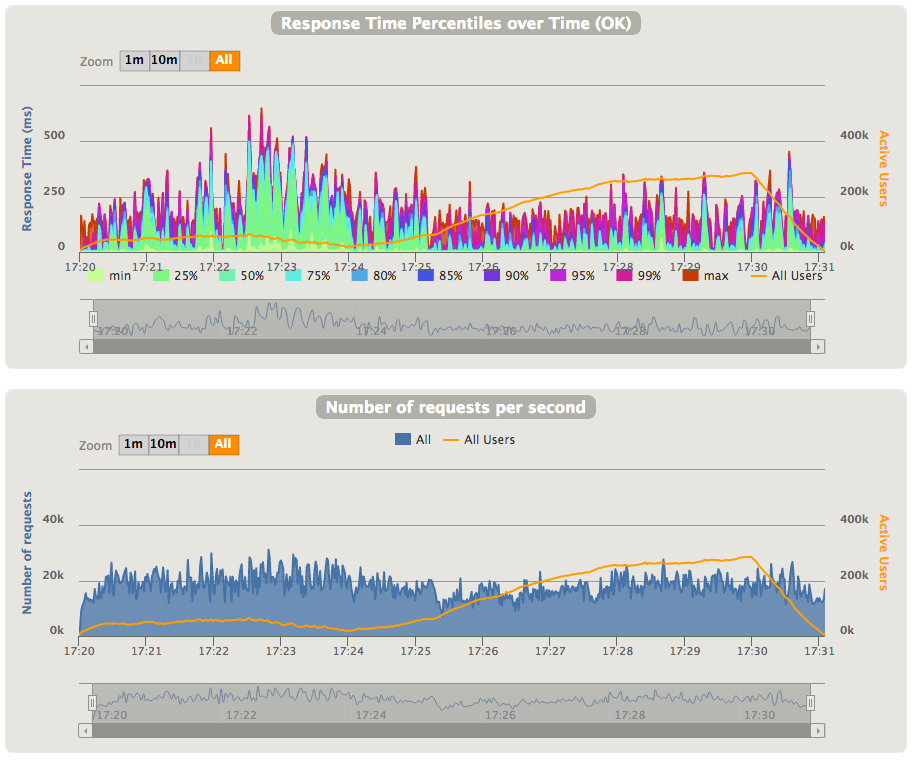 Response Time Percentiles over Time (OK)
Zoom 1m 10m 1h All
Response Time (ms)
500
250
0
400k
200k
0k
Active Users
17:20 17:21 17:22 17:23 17:24 17:25 17:26 17:27 17:28 17:29 17:30 17:31
min 25% 50% 75% 80% 85% 90% 95% 99% max All Users
17:20 17:22 17:24 17:26 17:28 17:30
Number of requests per second
Zoom 1m 10m 1h All
All All Users
Number of requests
40k
20k
0k
400k
200k
0k
Active Users
17:20 17:21 17:22 17:23 17:24 17:25 17:26 17:27 17:28 17:29 17:30 17:31
17:20 17:22 17:24 17:26 17:28 17:30